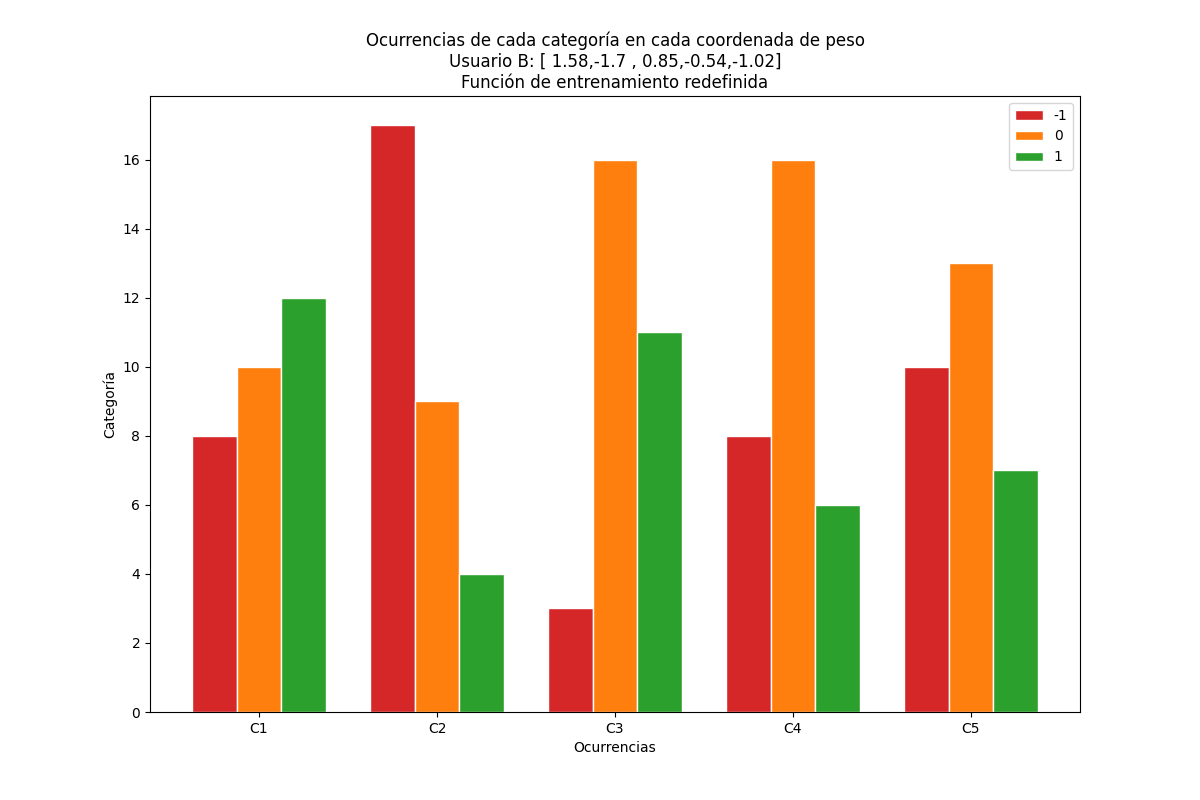 Ocurrencias de cada categoría en cada coordenada de peso
Usuario B: [ 1.58,-1.7 , 0.85,-0.54,-1.02]
Función de entrenamiento redefinida
-1
0
1
16
14
12
10
8
6
4
2
0
Categoría
C1 C2 C3 C4 C5
Ocurrencias